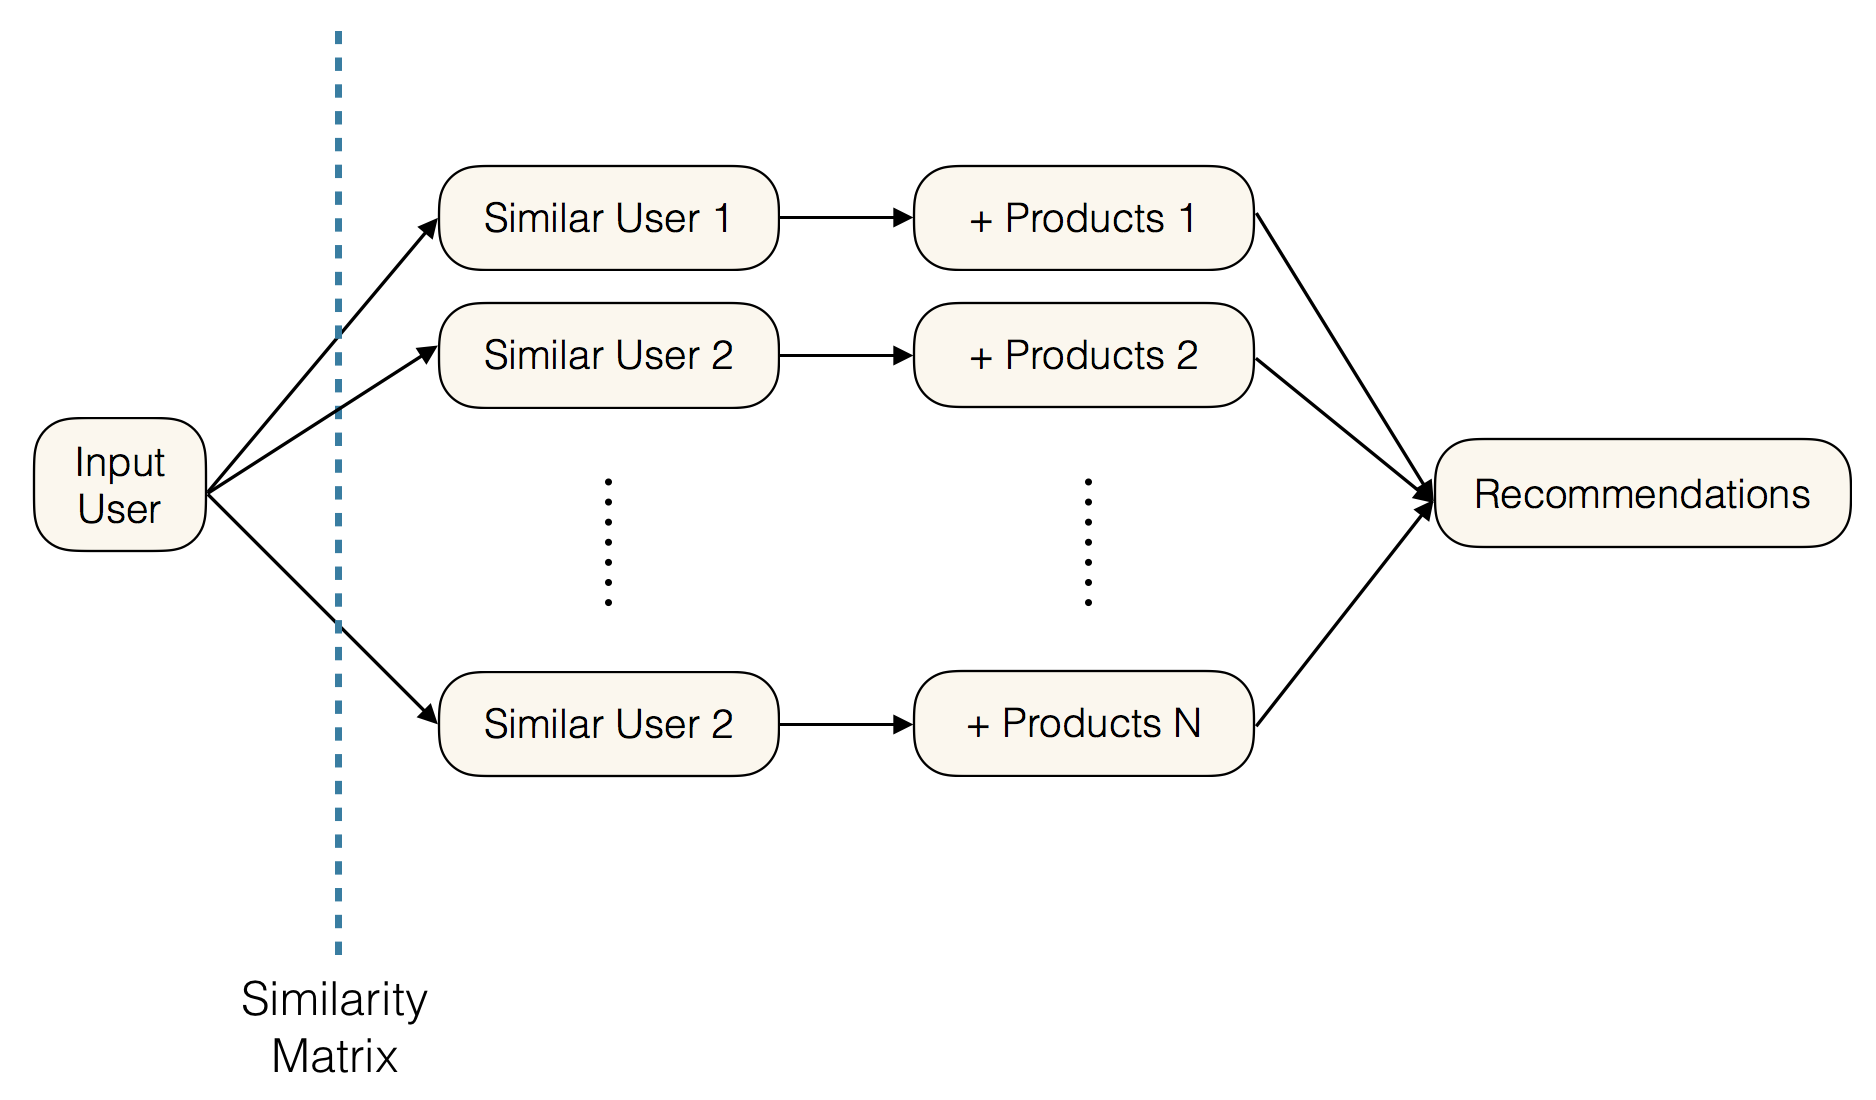 Similar User 1
+ Products 1
Similar User 2
+ Products 2
Input
User
Recommendations
Similar User 2
+ Products N
Similarity
Matrix